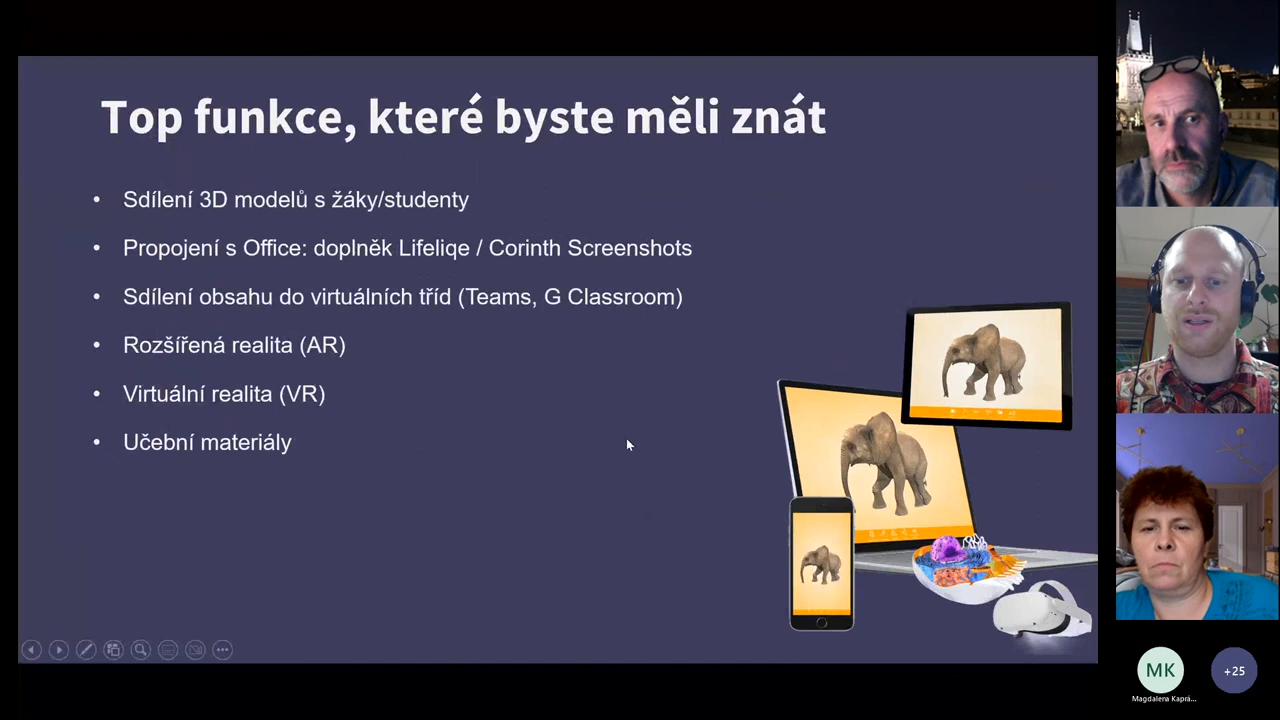 Top funkce, které byste měli znát
• Sdílení 3D modelů s žáky/studenty
• Propojení s Office: doplněk Lifeliqe / Corinth Screenshots
• Sdílení obsahu do virtuálních tříd (Teams, G Classroom)
• Rozšířená realita (AR)
• Virtuální realita (VR)
• Učební materiály
MK
+25
Magdalena Kaprá...